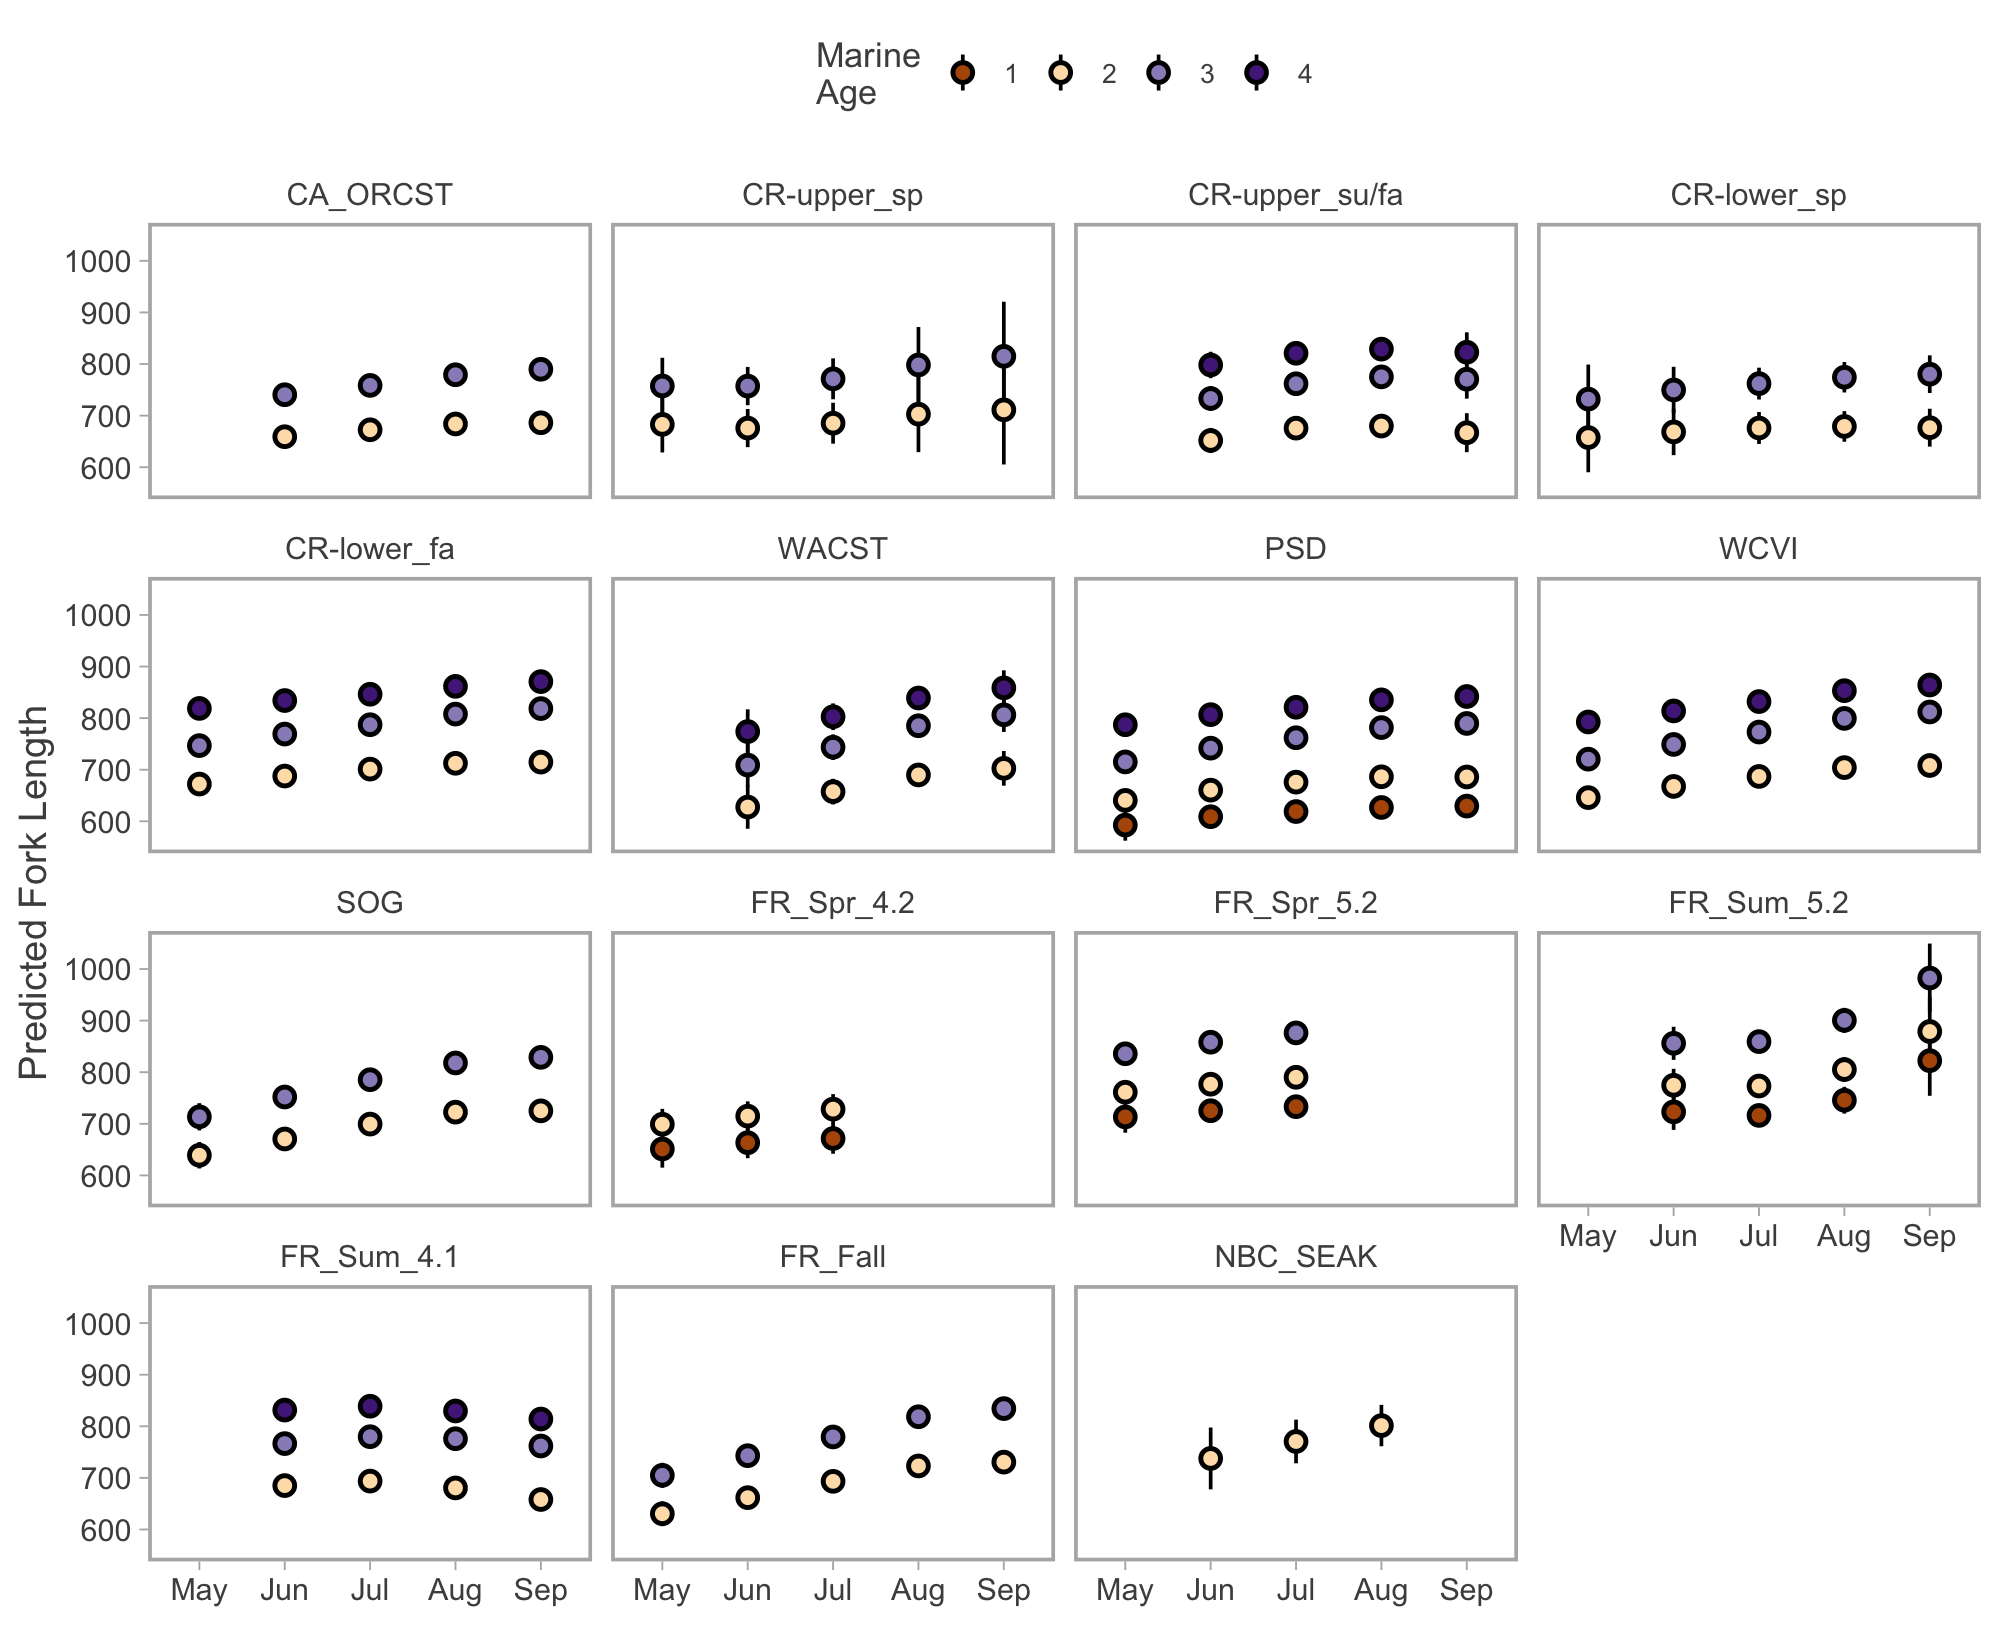 Marine
Age
1 2 3 4
CA_ORCST CR-upper_sp CR-upper_su/fa CR-lower_sp
1000
900
800
700
600
CR-lower_fa WACST PSD WCVI
1000
900
800
700
600
Predicted Fork Length
SOG FR_Spr_4.2 FR_Spr_5.2 FR_Sum_5.2
1000
900
800
700
600
May Jun Jul Aug Sep
FR_Sum_4.1 FR_Fall NBC_SEAK
1000
900
800
700
600
May Jun Jul Aug Sep May Jun Jul Aug Sep May Jun Jul Aug Sep